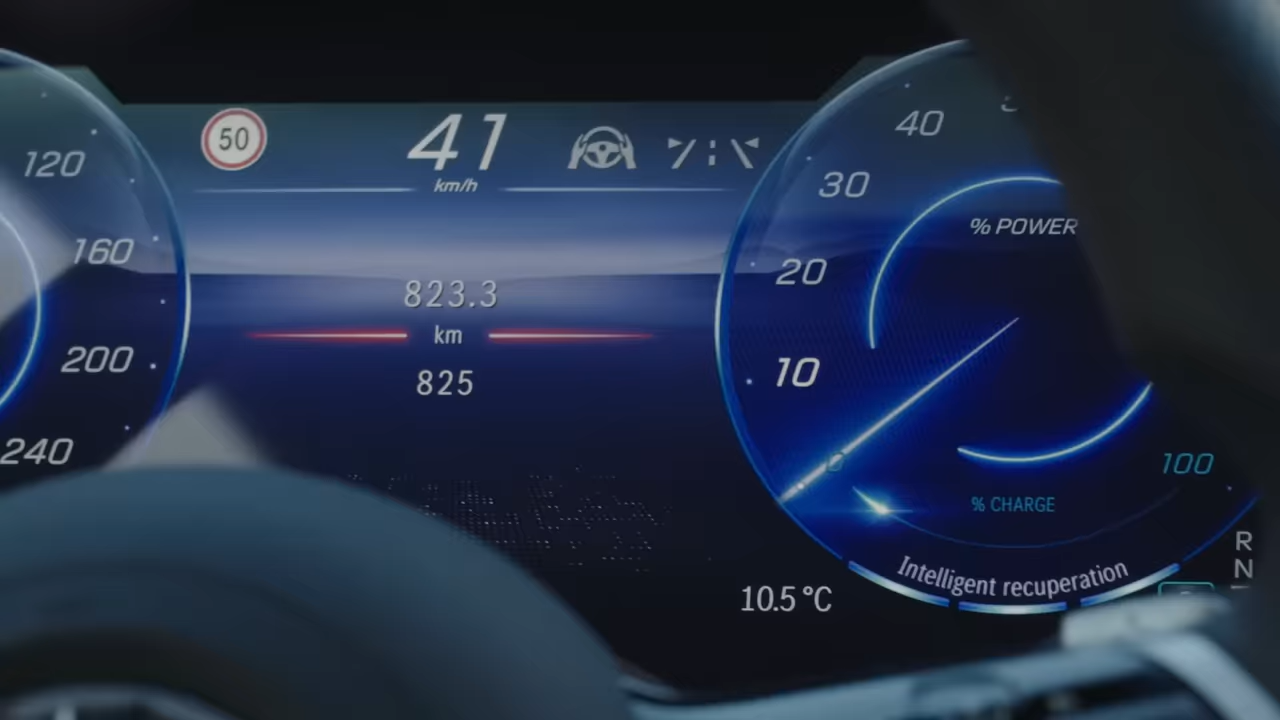 50
41
km/h
120
160
200
240
823.3
km
825
40
30
20
10
0
% POWER
100
% CHARGE
Intelligent recuperation
10.5 °C
R
N